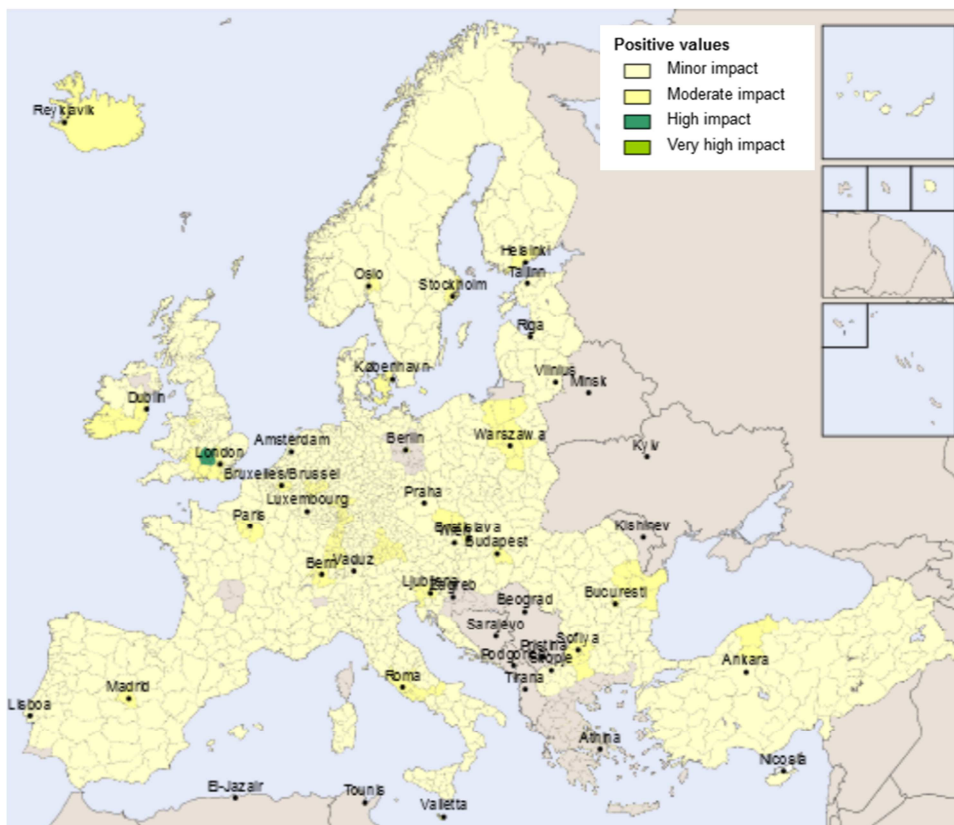 Positive values
Minor impact
Moderate impact
High impact
Very high impact
Reykjavik
Helsinki
Tallinn
Oslo
Stockholm
Riga
København
Vilnius
Minsk
Dublin
Amsterdam
Berlin
Warszawa
London
Kyiv
Bruxelles/Brussel
Luxembourg
Praha
Paris
Bratislava
Wien
Kishinev
Budapest
Bern
Vaduz
Ljubljana
Zagreb
Bucuresti
Beograd
Sarajevo
Sofiya
Pristina
Podgorica
Skopje
Ankara
Roma
Tirana
Madrid
Lisboa
Athina
Nicosia
El-Jazair
Tounis
Valletta